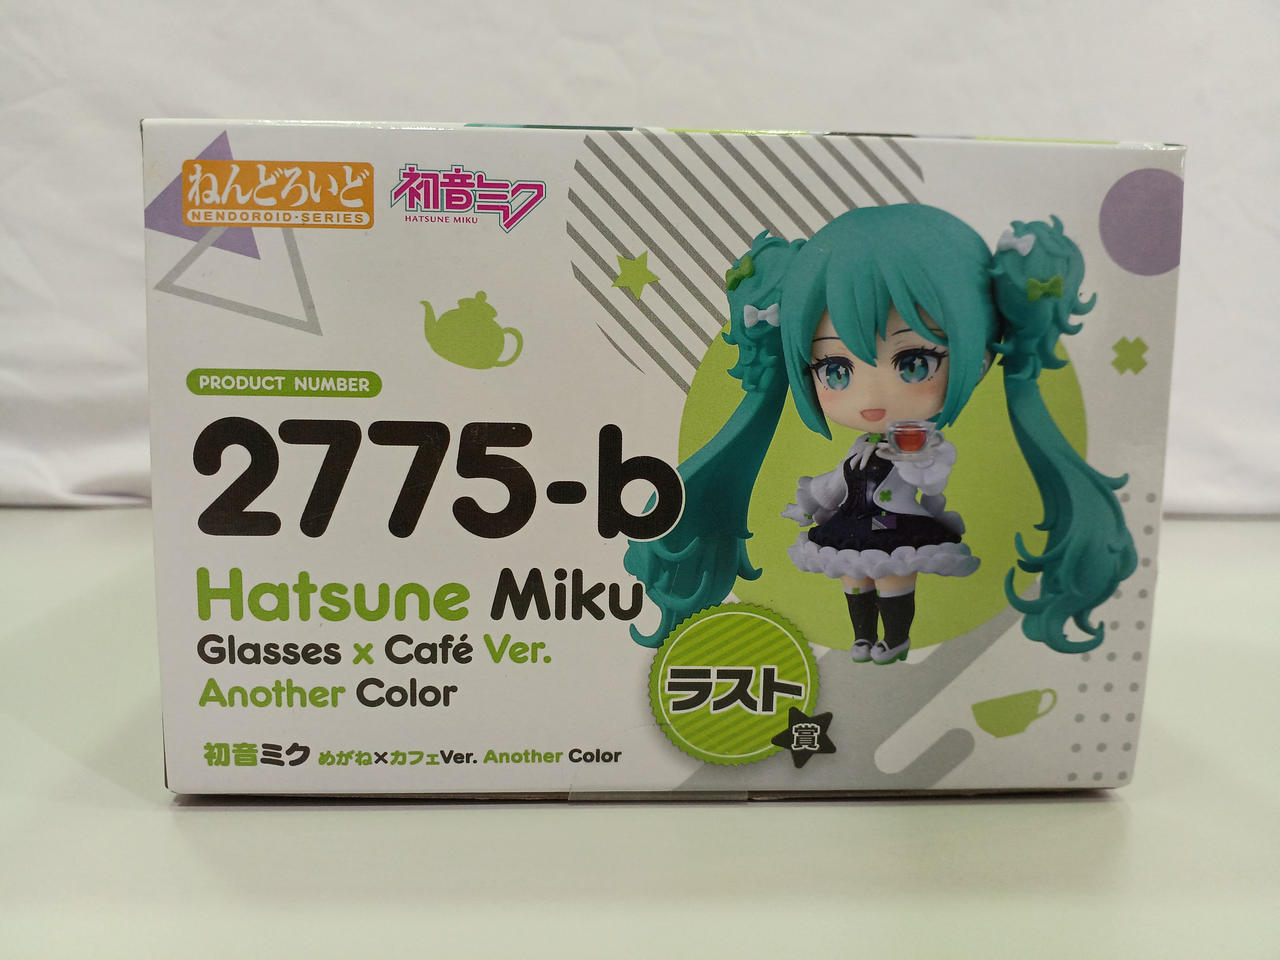 ねんどろいど
NENDOROID·SERIES
初音ミク
HATSUNE MIKU
PRODUCT NUMBER
2775-b
Hatsune Miku
Glasses x Café Ver.
Another Color
初音ミク めがね×カフェVer. Another Color
ラスト
賞